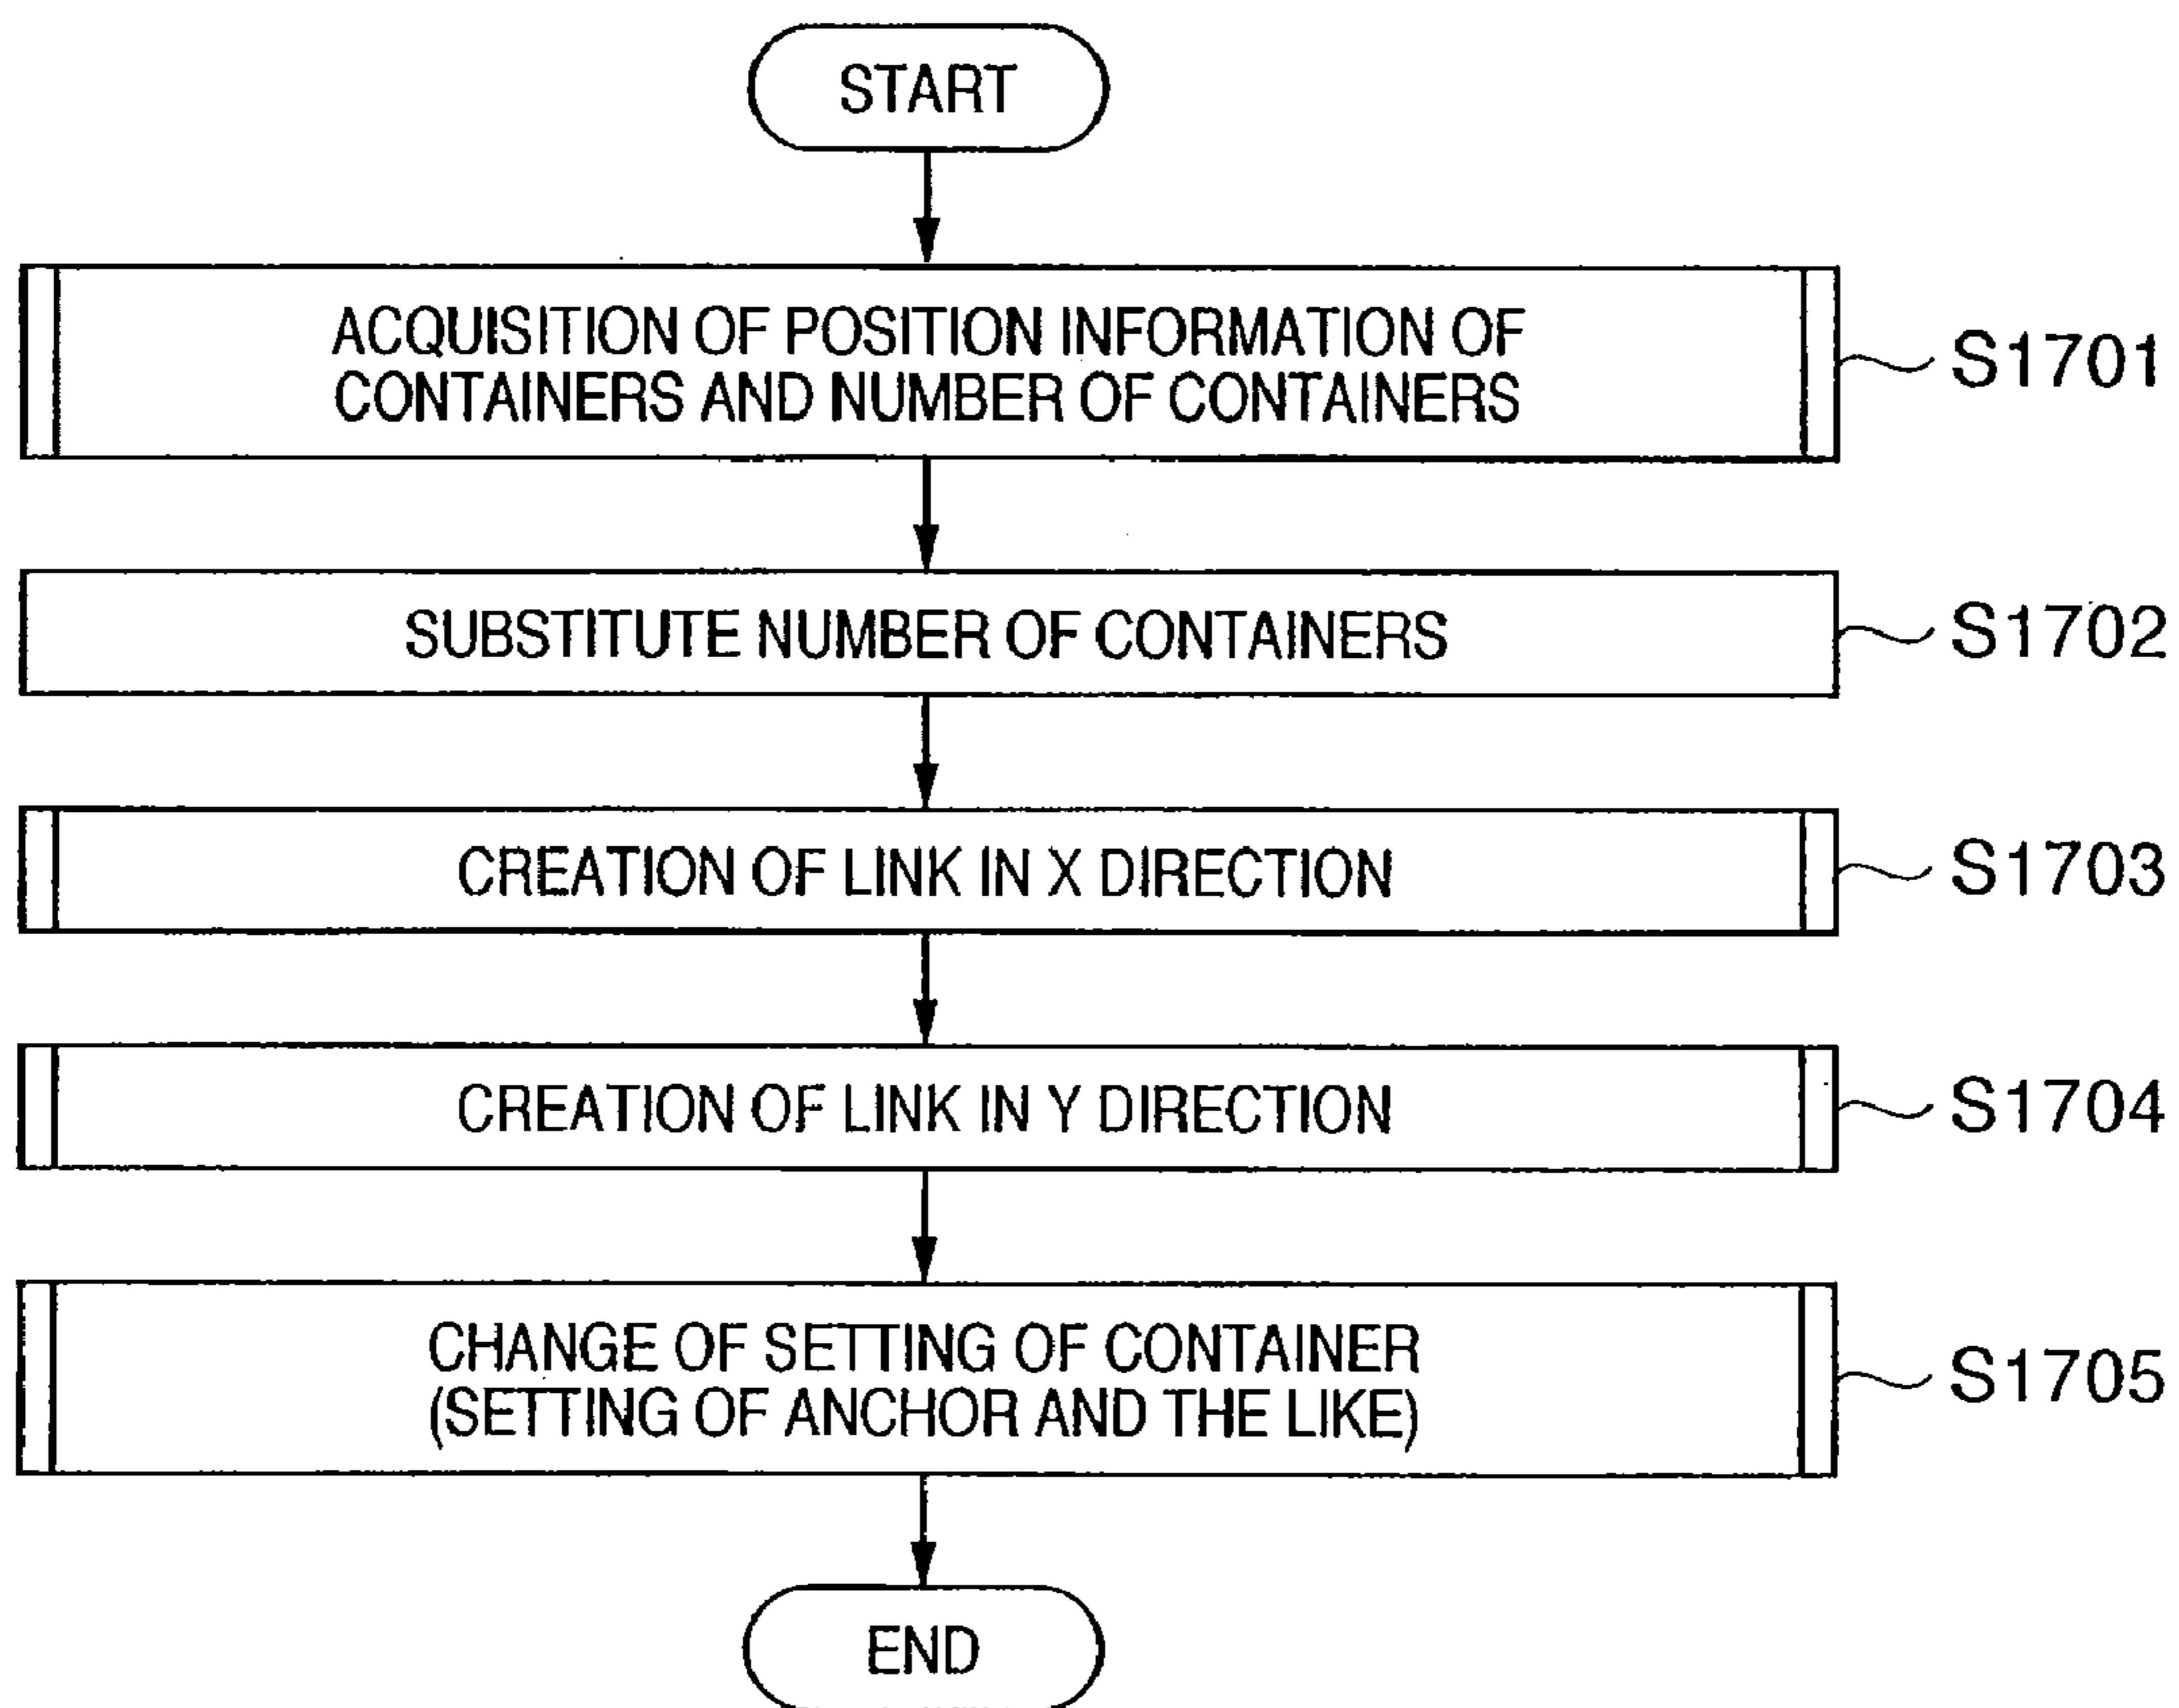 START
ACQUISITION OF POSITION INFORMATION OF
CONTAINERS AND NUMBER OF CONTAINERS
S1701
SUBSTITUTE NUMBER OF CONTAINERS
S1702
CREATION OF LINK IN X DIRECTION
S1703
CREATION OF LINK IN Y DIRECTION
S1704
CHANGE OF SETTING OF CONTAINER
(SETTING OF ANCHOR AND THE LIKE)
S1705
END